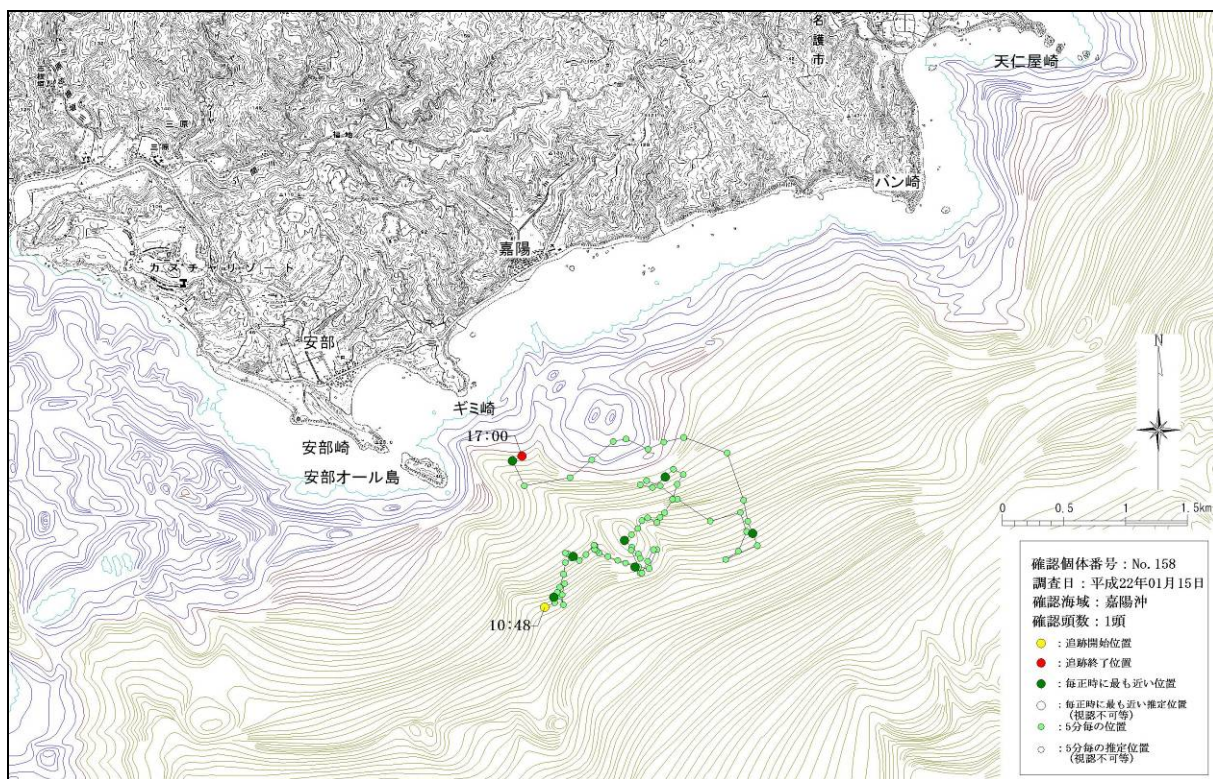 名護市
天仁屋崎
バン崎
三原
三原
福地
嘉陽
カヌチャリゾート
安部
ギミ崎
17:00
安部崎
安部オール島
10:48
N
0 0.5 1 1.5km
確認個体番号：No.158
調査日：平成22年01月15日
確認海域：嘉陽沖
確認頭数：1頭
：追跡開始位置
：追跡終了位置
：毎正時に最も近い位置
：毎正時に最も近い推定位置
(視認不可等)
：5分毎の位置
：5分毎の推定位置
(視認不可等)